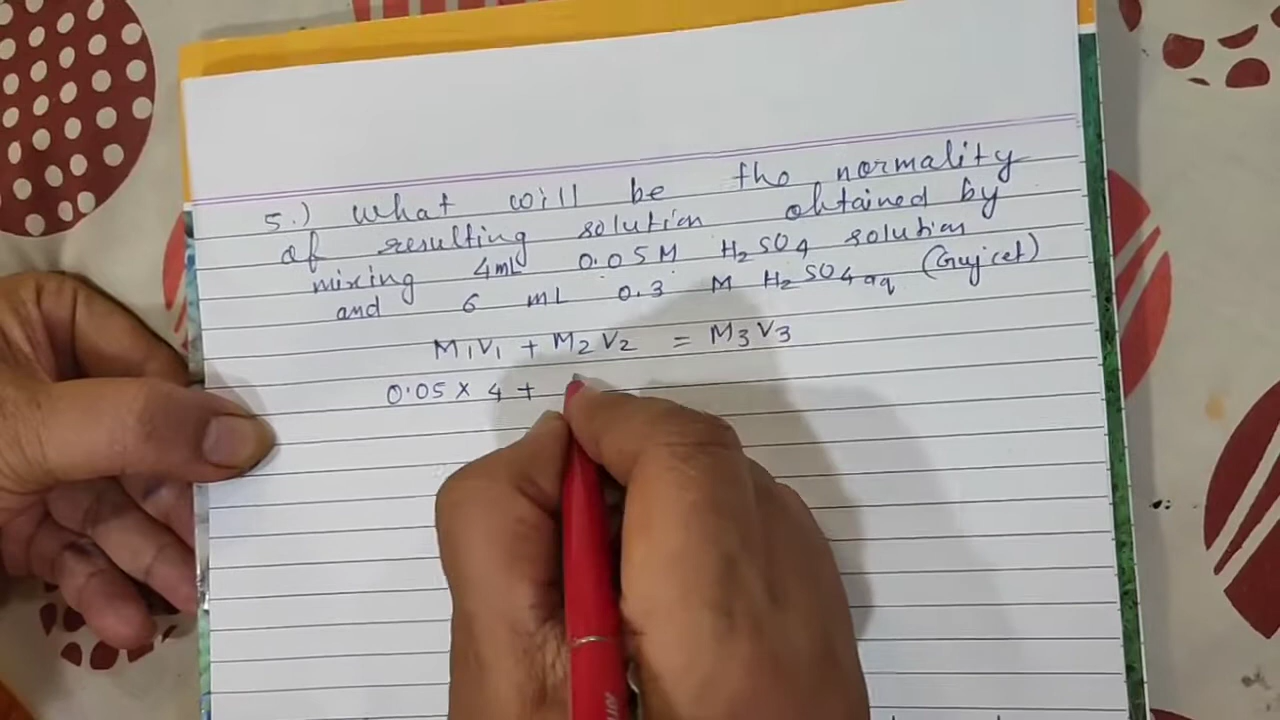 5.) What will be the normality
of resulting solution obtained by
mixing 4mL 0.05M H₂SO₄ solution
and 6 mL 0.3 M H₂SO₄ aq (Gujcet)
M₁V₁ + M₂V₂ = M₃V₃
0.05 × 4 +